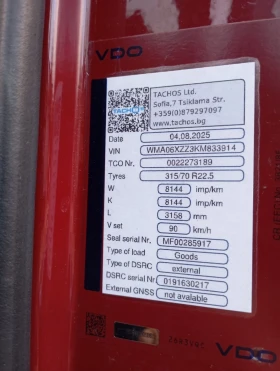 VDO
TACHOS Ltd.
Sofia,7 Tsiklama Str.
+359(0)879297097
www.tachos.bg
TACHOS
Date 04,08,2025
VIN WMA06XZZ3KM833914
TCO Nr. 0022273189
Tyres 315/70 R22.5
W 8144 imp/km
K 8144 imp/km
L 3158 mm
V set 90 km/h
Seal serial Nr. MF00285917
Type of load Goods
Type of DSRC external
DSRC serial Nr 0191630217
External GNSS not available
VDO